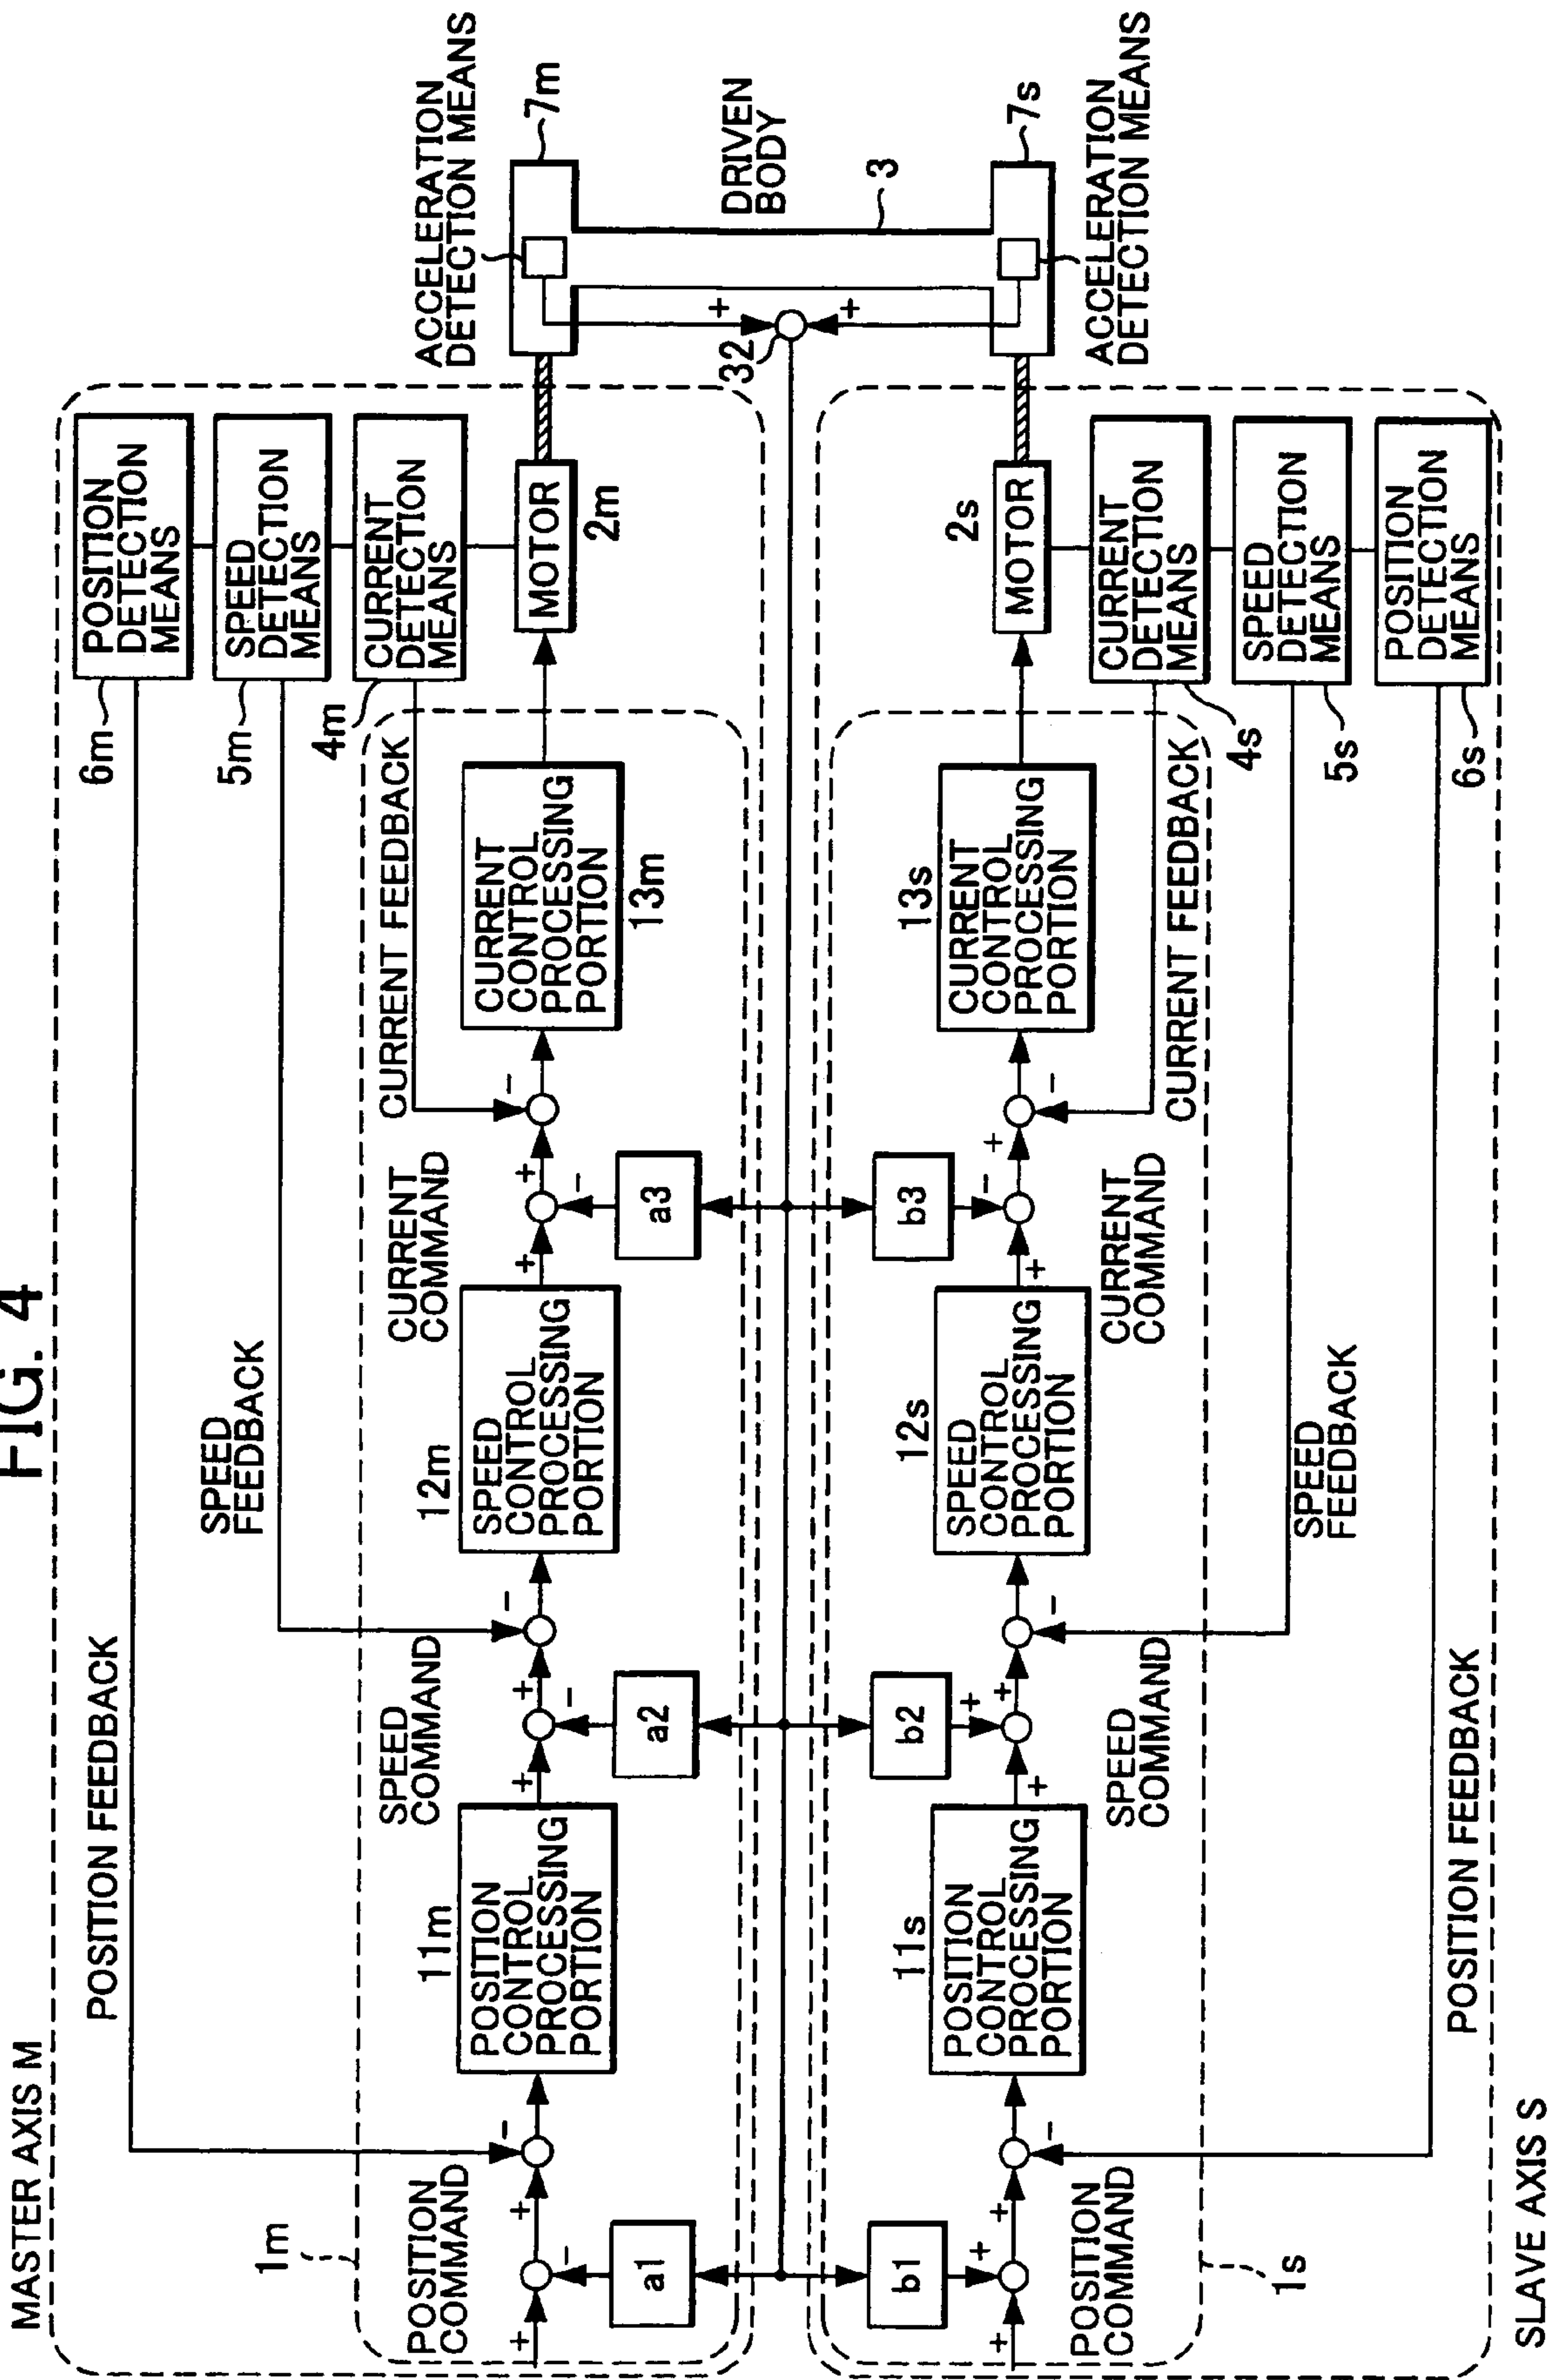 FIG. 4
MASTER AXIS M
POSITION FEEDBACK
6m
POSITION
DETECTION
MEANS
SPEED
FEEDBACK
5m
SPEED
DETECTION
MEANS
1m
4m
CURRENT
DETECTION
MEANS
CURRENT FEEDBACK
POSITION
COMMAND
SPEED
COMMAND
CURRENT
COMMAND
11m
POSITION
CONTROL
PROCESSING
PORTION
12m
SPEED
CONTROL
PROCESSING
PORTION
CURRENT
CONTROL
PROCESSING
PORTION
13m
MOTOR
2m
ACCELERATION
DETECTION MEANS
7m
+
-
+
-
+
-
+
-
+
-
+
-
a1
a2
a3
32
+
+
DRIVEN
BODY
3
b1
b2
b3
+
+
+
-
+
+
+
-
+
-
+
-
11s
POSITION
CONTROL
PROCESSING
PORTION
12s
SPEED
CONTROL
PROCESSING
PORTION
13s
CURRENT
CONTROL
PROCESSING
PORTION
2s
MOTOR
7s
ACCELERATION
DETECTION MEANS
POSITION
COMMAND
SPEED
COMMAND
CURRENT
COMMAND
CURRENT FEEDBACK
CURRENT
DETECTION
MEANS
4s
1s
SPEED
FEEDBACK
SPEED
DETECTION
MEANS
5s
POSITION FEEDBACK
POSITION
DETECTION
MEANS
6s
SLAVE AXIS S